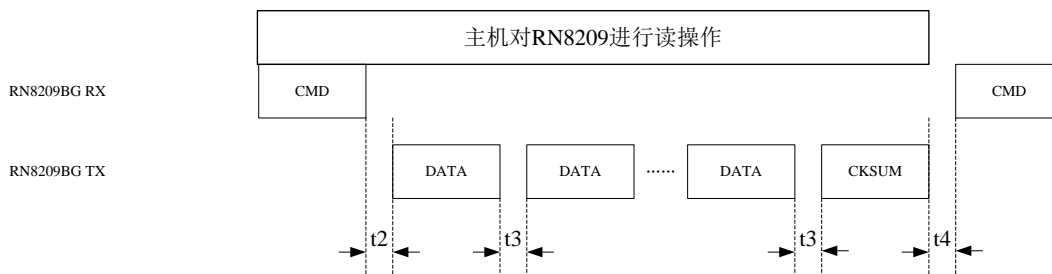 主机对RN8209进行读操作
RN8209BG RX
CMD
CMD
RN8209BG TX
DATA
DATA
......
DATA
CKSUM
t2
t3
t3
t4